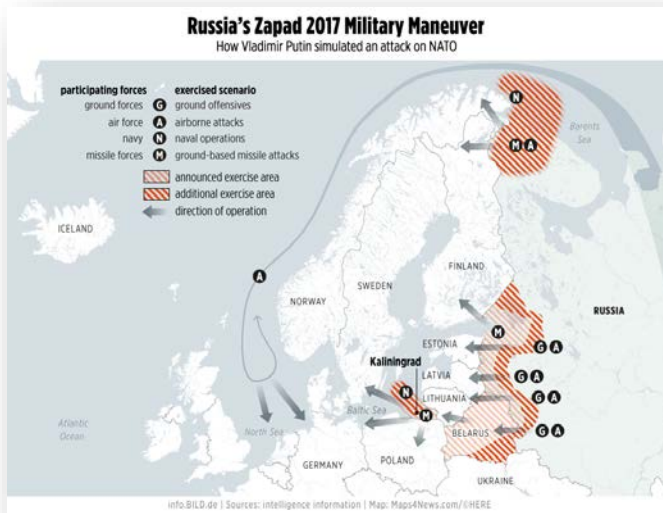 Russia's Zapad 2017 Military Maneuver
How Vladimir Putin simulated an attack on NATO
participating forces exercised scenario
ground forces G ground offensives
air force A airborne attacks
navy N naval operations
missile forces M ground-based missile attacks
announced exercise area
additional exercise area
direction of operation
N
Barents
Sea
M A
ICELAND
A
FINLAND
SWEDEN
NORWAY
RUSSIA
M
ESTONIA
G A
Kaliningrad
LATVIA
G A
N
LITHUANIA
G A
Baltic Sea
M
Atlantic
Ocean
North Sea
BELARUS
G A
POLAND
GERMANY
UKRAINE
info.BILD.de | Sources: intelligence information | Map: Maps4News.com/©HERE